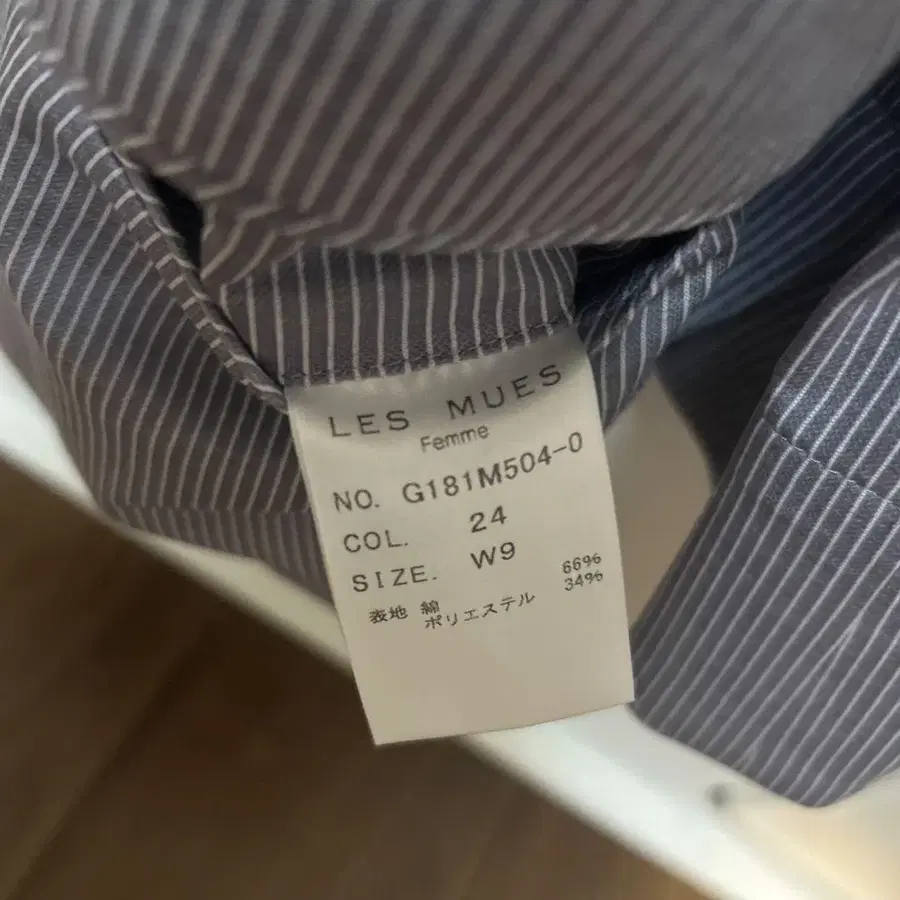 LES MUES
Femme
NO. G181M504-0
COL. 24
SIZE. W9
表地 綿 66%
ポリエステル 34%